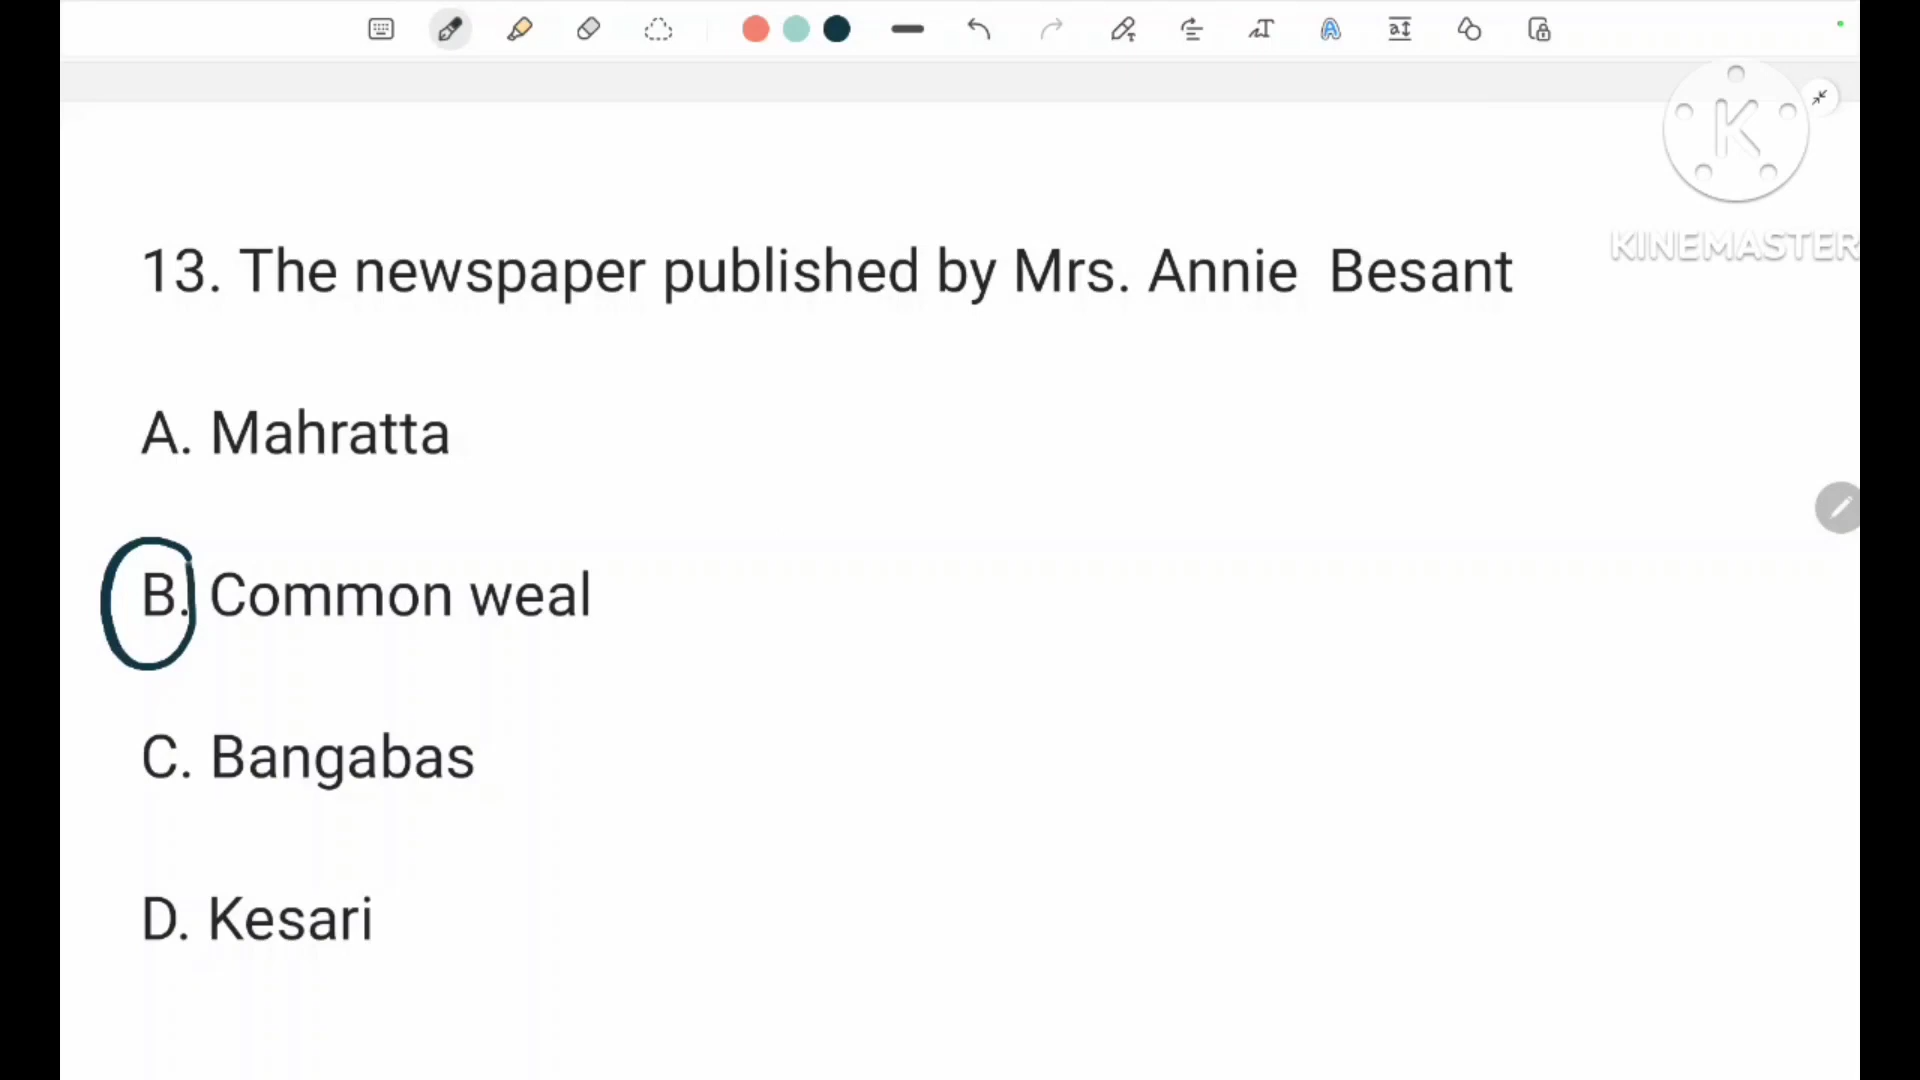 KINEMASTER
13. The newspaper published by Mrs. Annie Besant
A. Mahratta
B. Common weal
C. Bangabas
D. Kesari